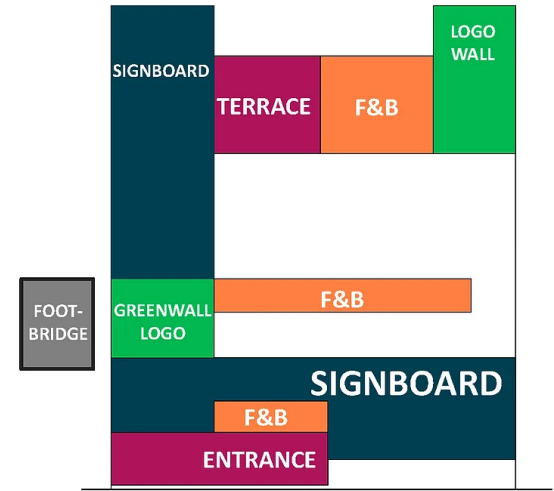 SIGNBOARD
LOGO
WALL
TERRACE
F&B
FOOT-
BRIDGE
GREENWALL
LOGO
F&B
SIGNBOARD
F&B
ENTRANCE